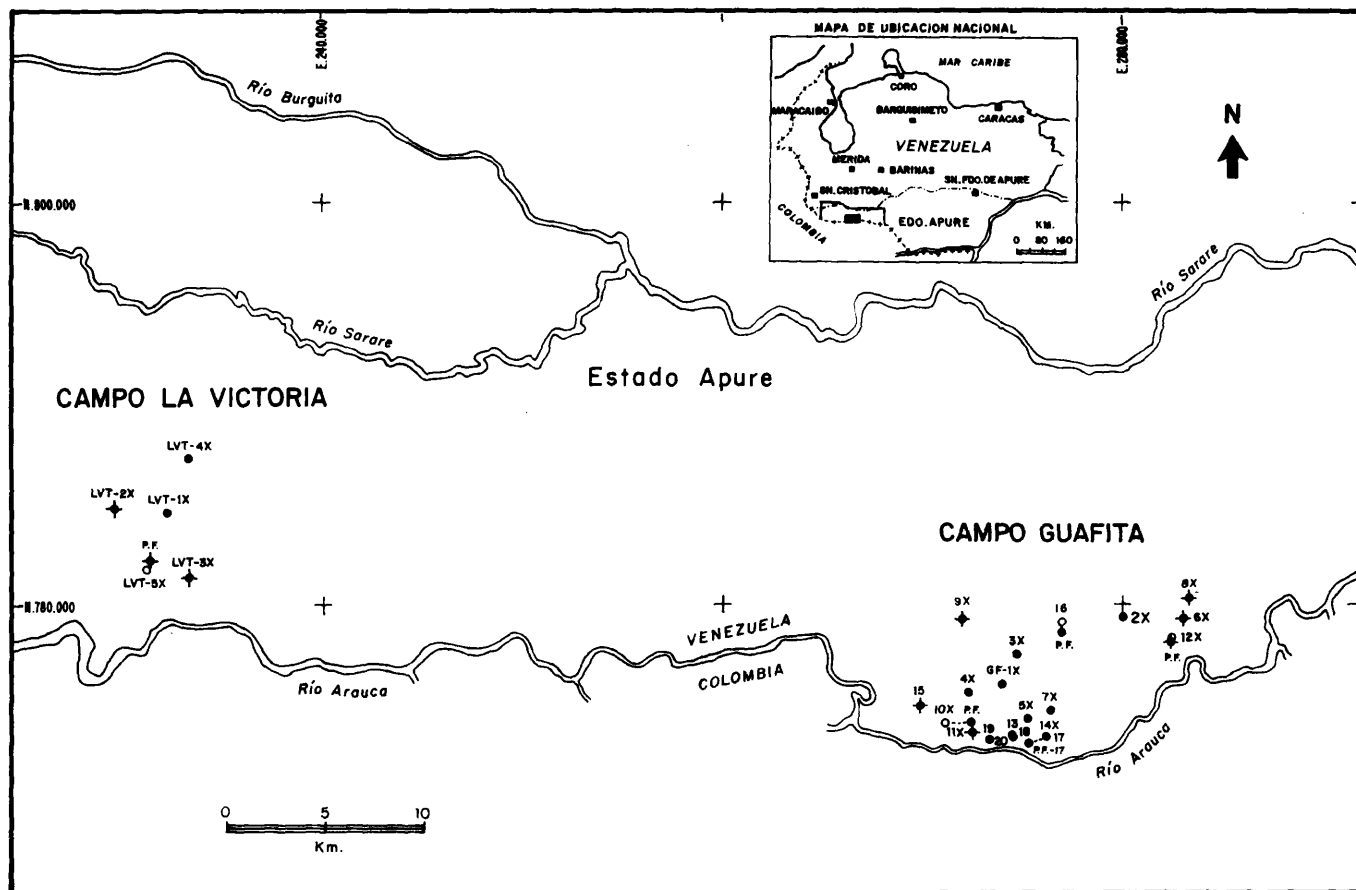 E.240.000
E.280.000
MAPA DE UBICACION NACIONAL
MAR CARIBE
CORO
MARACAIBO
BARQUISIMETO
CARACAS
VENEZUELA
MERIDA
BARINAS
SN. CRISTOBAL
SN. FDO. DE APURE
COLOMBIA
EDO. APURE
KM.
0 80 160
N
Río Burguita
N.800.000
Río Sarare
Río Sarare
Estado Apure
CAMPO LA VICTORIA
LVT-4X
LVT-2X
LVT-1X
P.F.
LVT-3X
LVT-5X
CAMPO GUAFITA
N.780.000
8X
9X
16
2X
6X
P.F.
12X
P.F.
3X
VENEZUELA
COLOMBIA
GF-1X
4X
15
7X
10X
P.F.
5X
11X
19
13
18
14X
20
17
P.F.-17
Río Arauca
Río Arauca
0 5 10
Km.